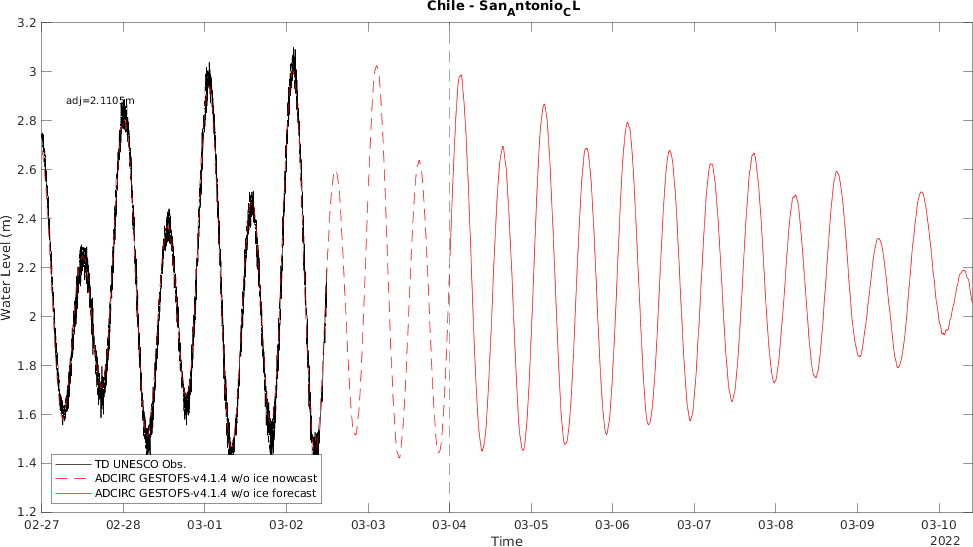 Chile - San_Antonio_CL
adj=2.1105m
3.2
3
2.8
2.6
2.4
2.2
2
1.8
1.6
1.4
1.2
Water Level (m)
TD UNESCO Obs.
ADCIRC GESTOFS-v4.1.4 w/o ice nowcast
ADCIRC GESTOFS-v4.1.4 w/o ice forecast
02-27 02-28 03-01 03-02 03-03 03-04 03-05 03-06 03-07 03-08 03-09 03-10
Time 2022